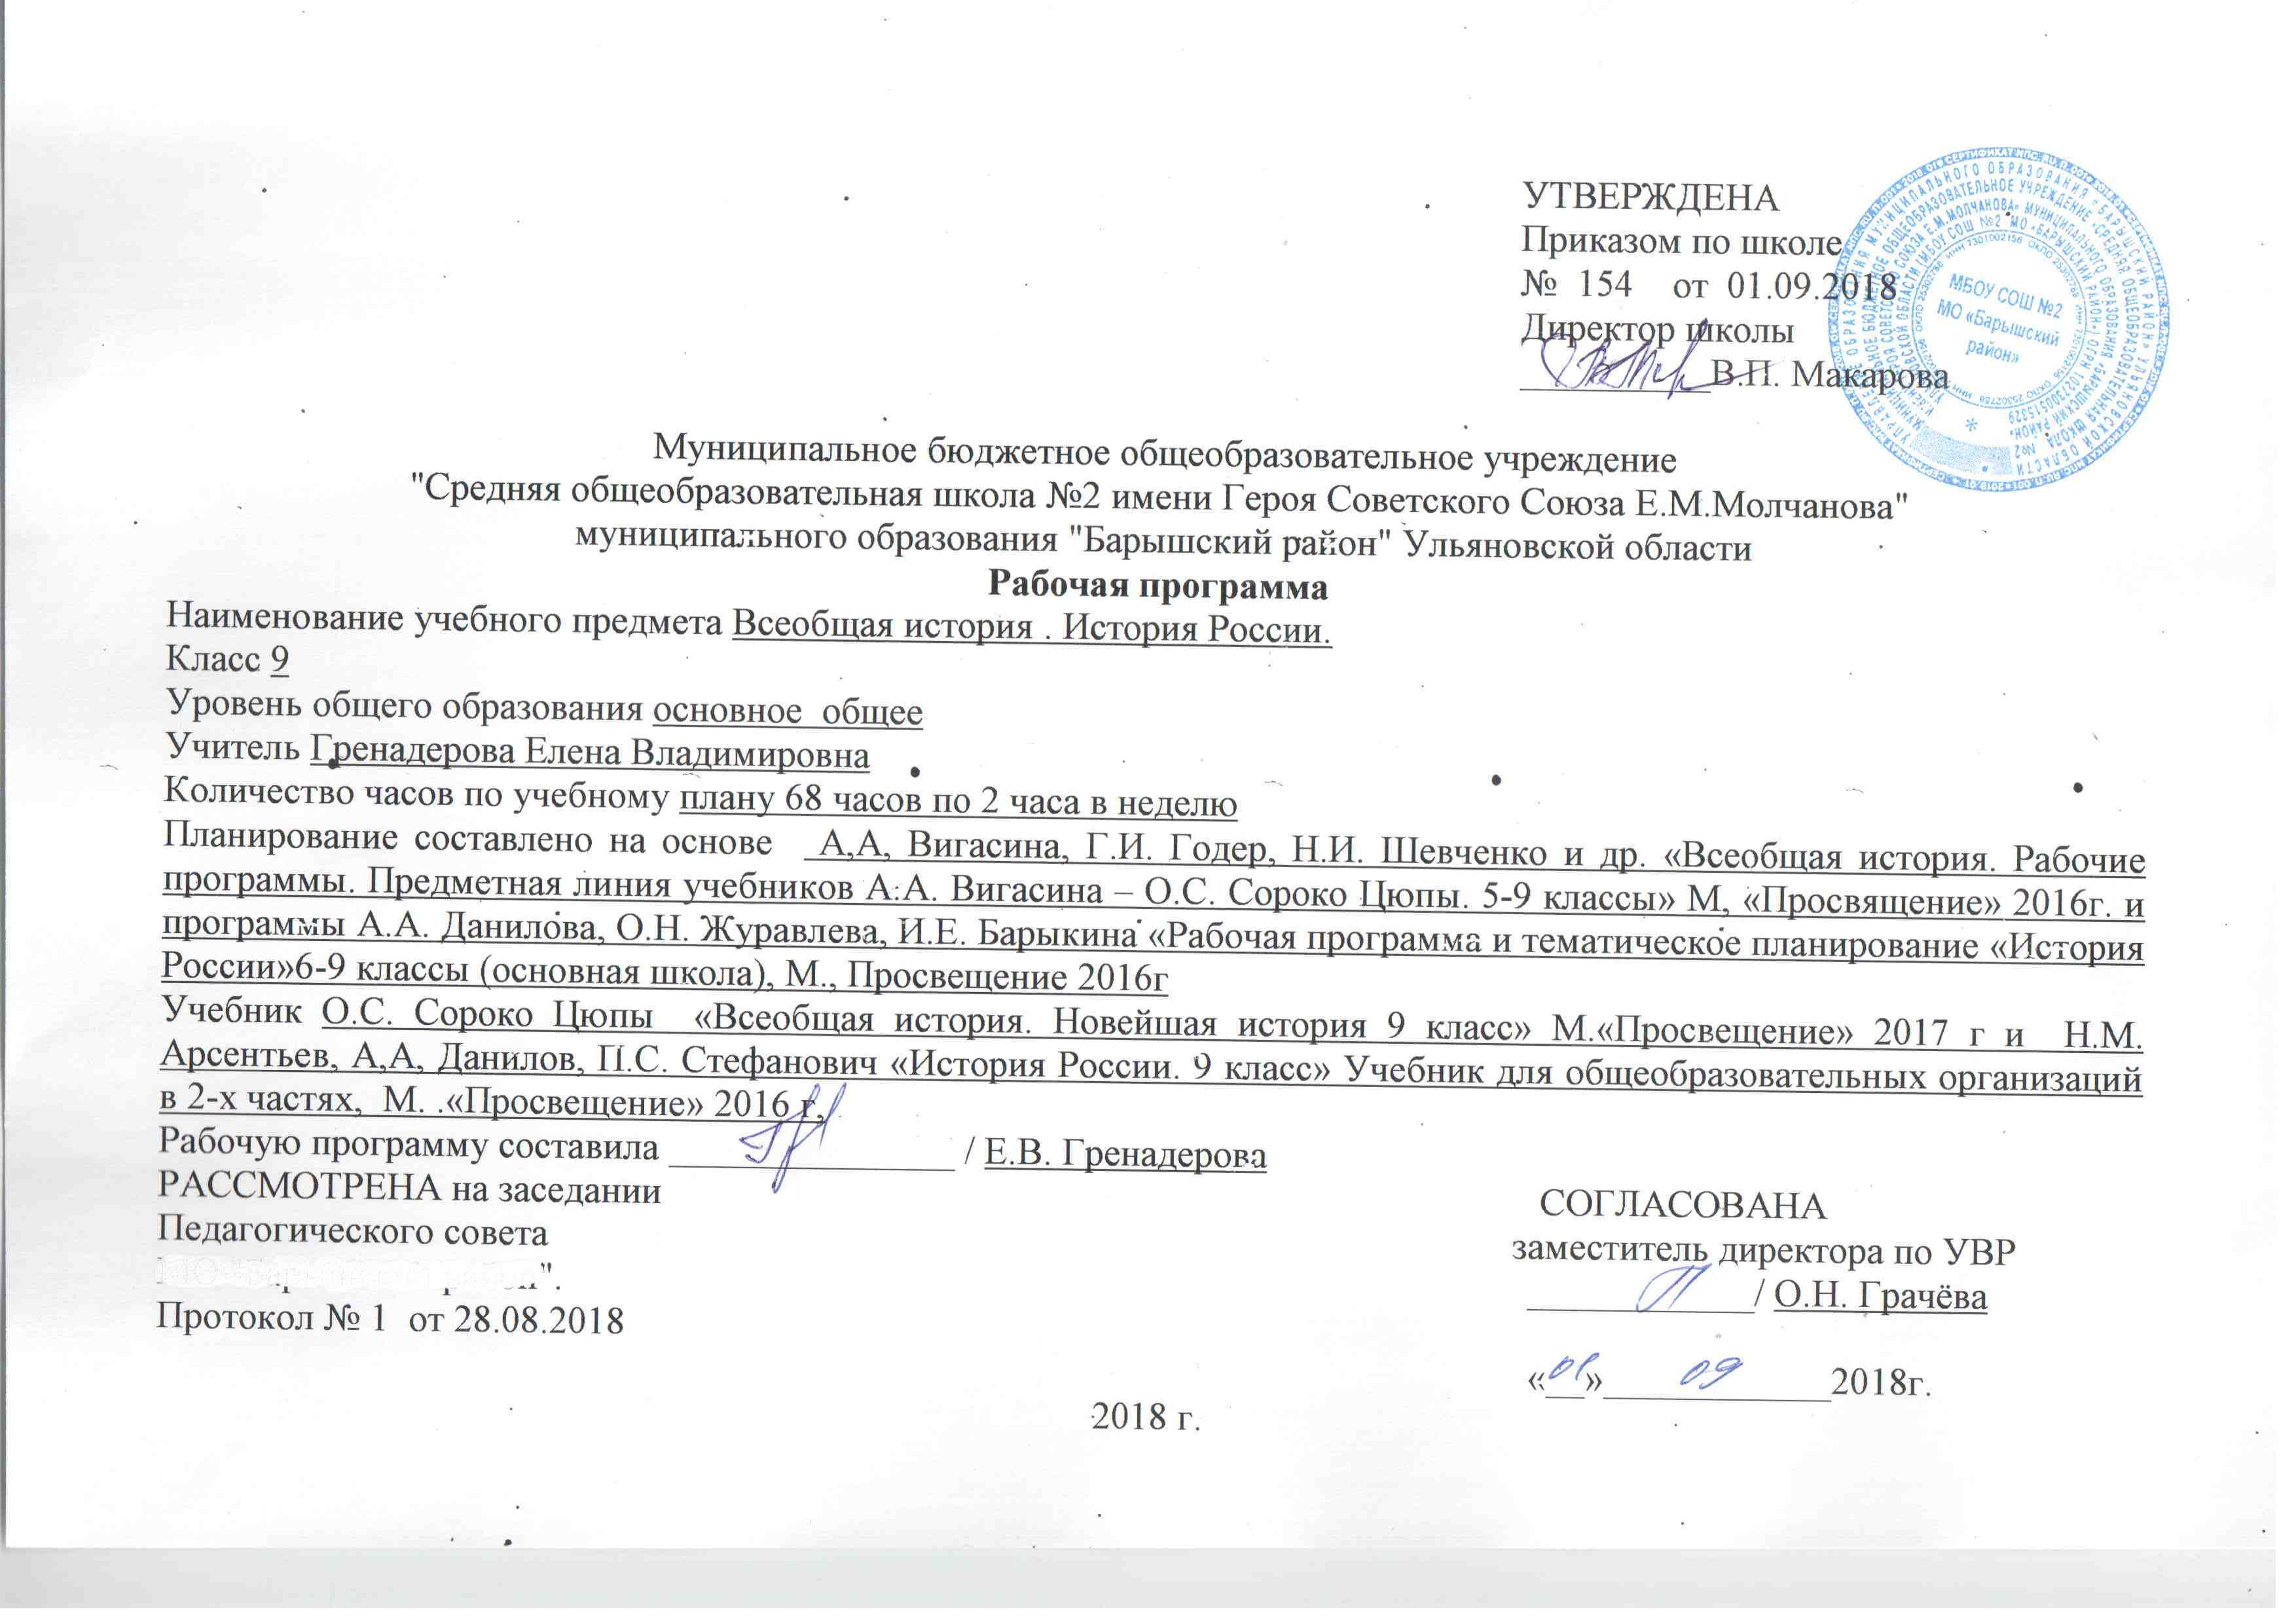 УТВЕРЖДЕНА
Приказом по школе
№ 154 от 01.09.2018
Директор школы
В.П. Макарова
МБОУ СОШ №2
МО «Барышский
район»
Муниципальное бюджетное общеобразовательное учреждение
"Средняя общеобразовательная школа №2 имени Героя Советского Союза Е.М.Молчанова"
муниципального образования "Барышский район" Ульяновской области
Рабочая программа
Наименование учебного предмета Всеобщая история . История России.
Класс 9
Уровень общего образования основное общее
Учитель Гренадерова Елена Владимировна
Количество часов по учебному плану 68 часов по 2 часа в неделю
Планирование составлено на основе А,А, Вигасина, Г.И. Годер, Н.И. Шевченко и др. «Всеобщая история. Рабочие
программы. Предметная линия учебников А.А. Вигасина – О.С. Сороко Цюпы. 5-9 классы» М, «Просвящение» 2016г. и
программы А.А. Данилова, О.Н. Журавлева, И.Е. Барыкина «Рабочая программа и тематическое планирование «История
России»6-9 классы (основная школа), М., Просвещение 2016г
Учебник О.С. Сороко Цюпы «Всеобщая история. Новейшая история 9 класс» М.«Просвещение» 2017 г и Н.М.
Арсентьев, А,А, Данилов, П.С. Стефанович «История России. 9 класс» Учебник для общеобразовательных организаций
в 2-х частях, М. .«Просвещение» 2016 г,
Рабочую программу составила / Е.В. Гренадерова
РАССМОТРЕНА на заседании
Педагогического совета
Протокол № 1 от 28.08.2018
СОГЛАСОВАНА
заместитель директора по УВР
/ О.Н. Грачёва
«01» 09 2018г.
2018 г.